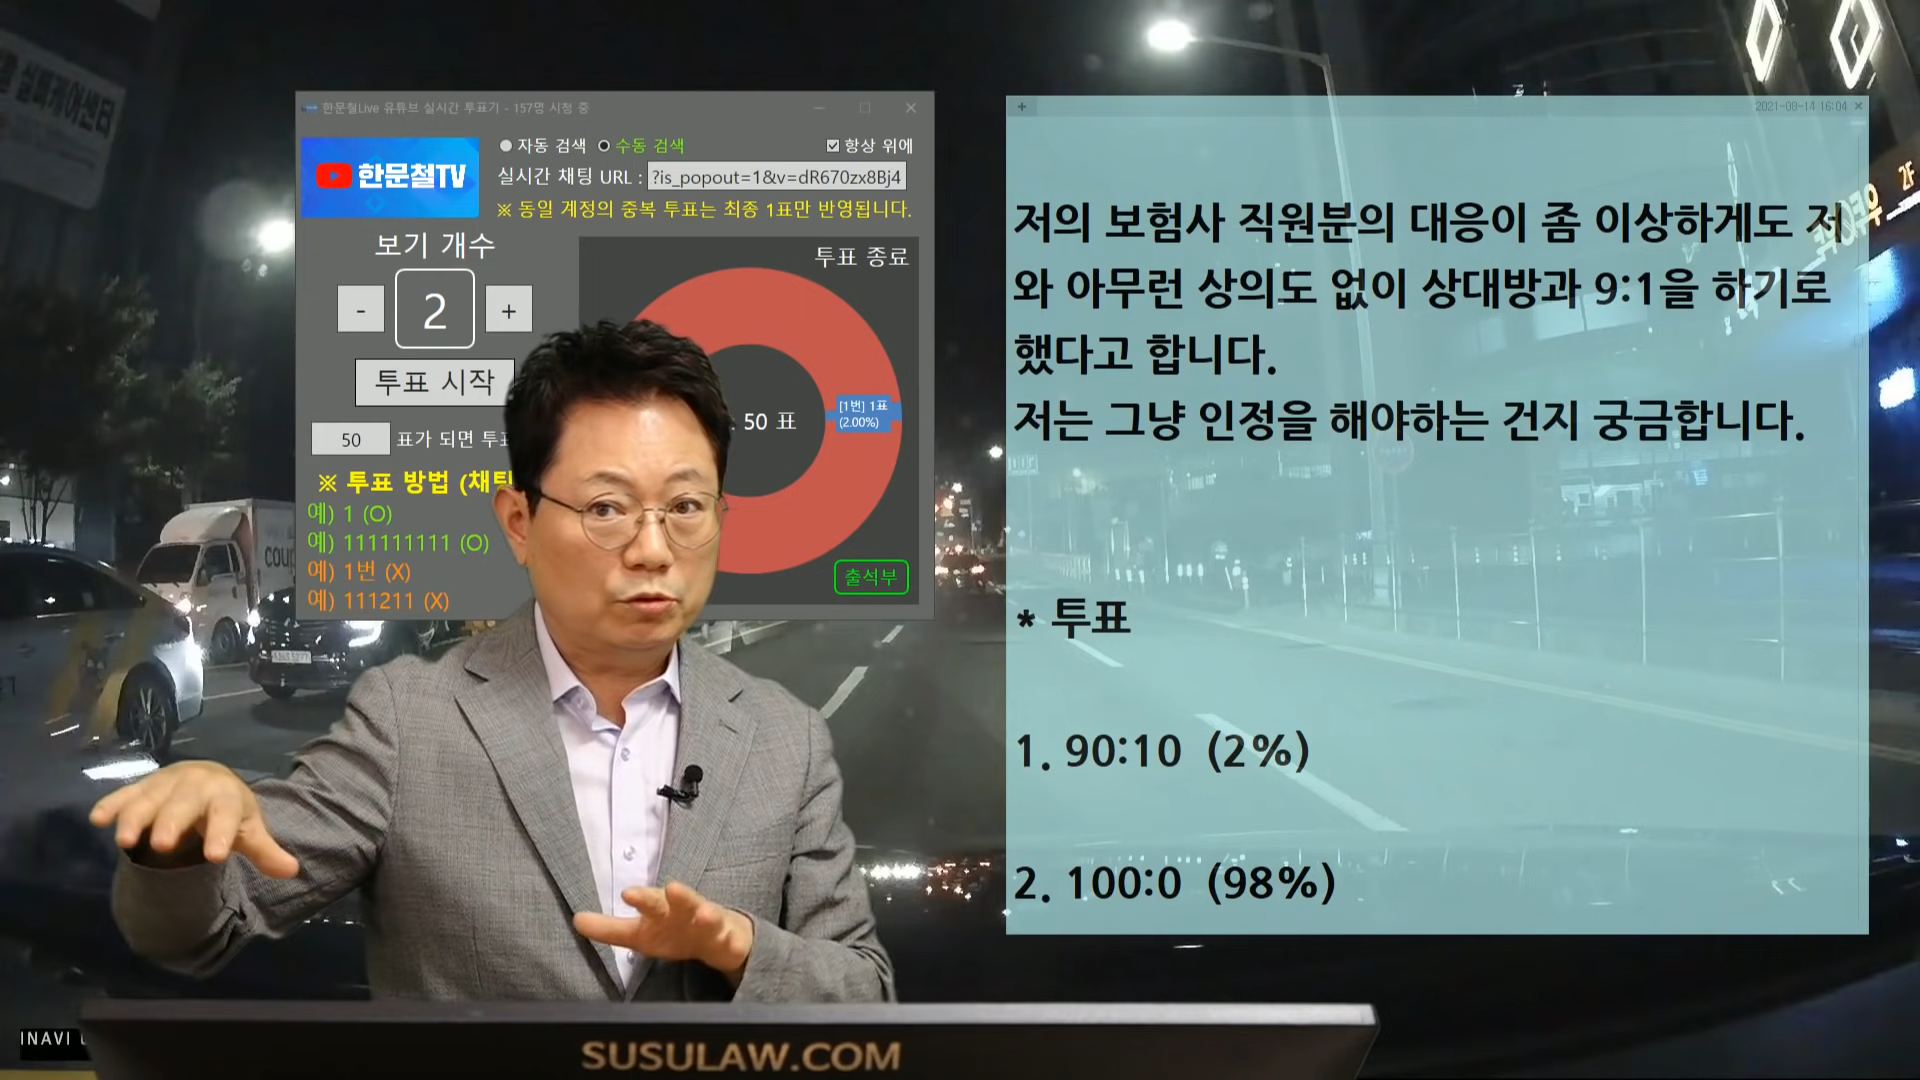 한문철Live 유튜브 실시간 투표기 - 157명 시청 중
한문철TV
자동 검색 수동 검색
항상 위에
실시간 채팅 URL : ?is_popout=1&v=dR670zx8Bj4
※ 동일 계정의 중복 투표는 최종 1표만 반영됩니다.
보기 개수
- 2 +
투표 시작
50 표가 되면 투표
※ 투표 방법 (채팅
예) 1 (O)
예) 111111111 (O)
예) 1번 (X)
예) 111211 (X)
투표 종료
50 표
[1번] 1표
(2.00%)
출석부
2021-08-14 16:04
저의 보험사 직원분의 대응이 좀 이상하게도 저
와 아무런 상의도 없이 상대방과 9:1을 하기로
했다고 합니다.
저는 그냥 인정을 해야하는 건지 궁금합니다.
* 투표
1. 90:10 (2%)
2. 100:0 (98%)
2F
INAVI
SUSULAW.COM